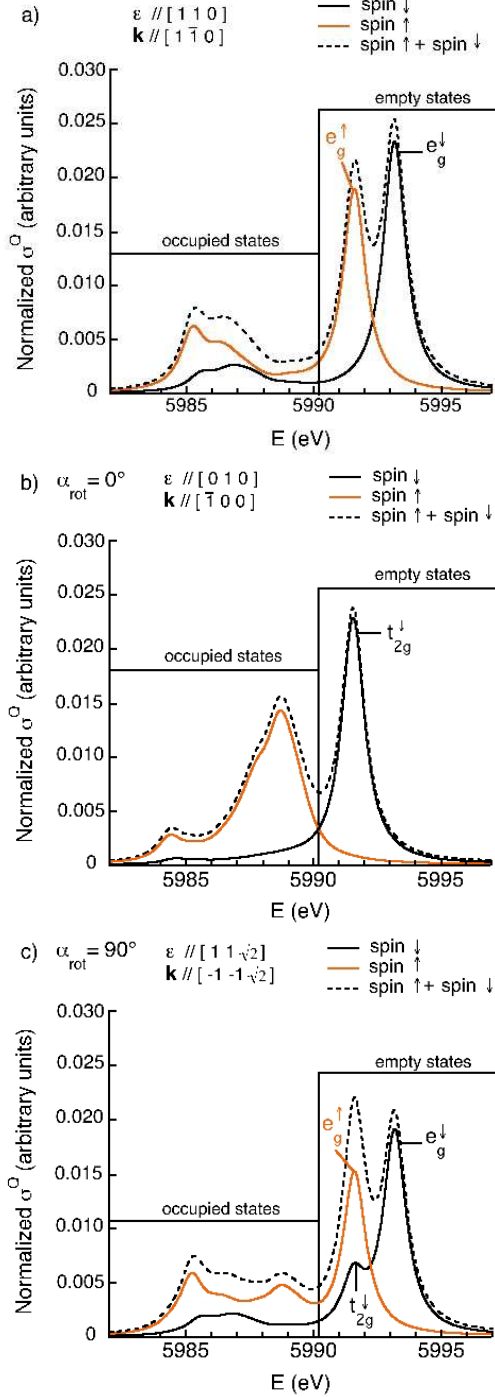 a)
ε // [ 1 1 0 ]
k // [ 1 1̅ 0 ]
spin ↓
spin ↑
spin ↑ + spin ↓
Normalized σ^Q (arbitrary units)
0.030
0.025
0.020
0.015
0.010
0.005
0
empty states
occupied states
e_g^↑
e_g^↓
5985
5990
5995
E (eV)
b)
α_rot = 0°
ε // [ 0 1 0 ]
k // [ 1̅ 0 0 ]
spin ↓
spin ↑
spin ↑ + spin ↓
Normalized σ^Q (arbitrary units)
0.030
0.025
0.020
0.015
0.010
0.005
0
empty states
occupied states
t_2g^↓
5985
5990
5995
E (eV)
c)
α_rot = 90°
ε // [ 1 1 √2 ]
k // [ -1 -1 √2 ]
spin ↓
spin ↑
spin ↑ + spin ↓
Normalized σ^Q (arbitrary units)
0.030
0.025
0.020
0.015
0.010
0.005
0
empty states
occupied states
e_g^↑
e_g^↓
t_2g^↓
5985
5990
5995
E (eV)